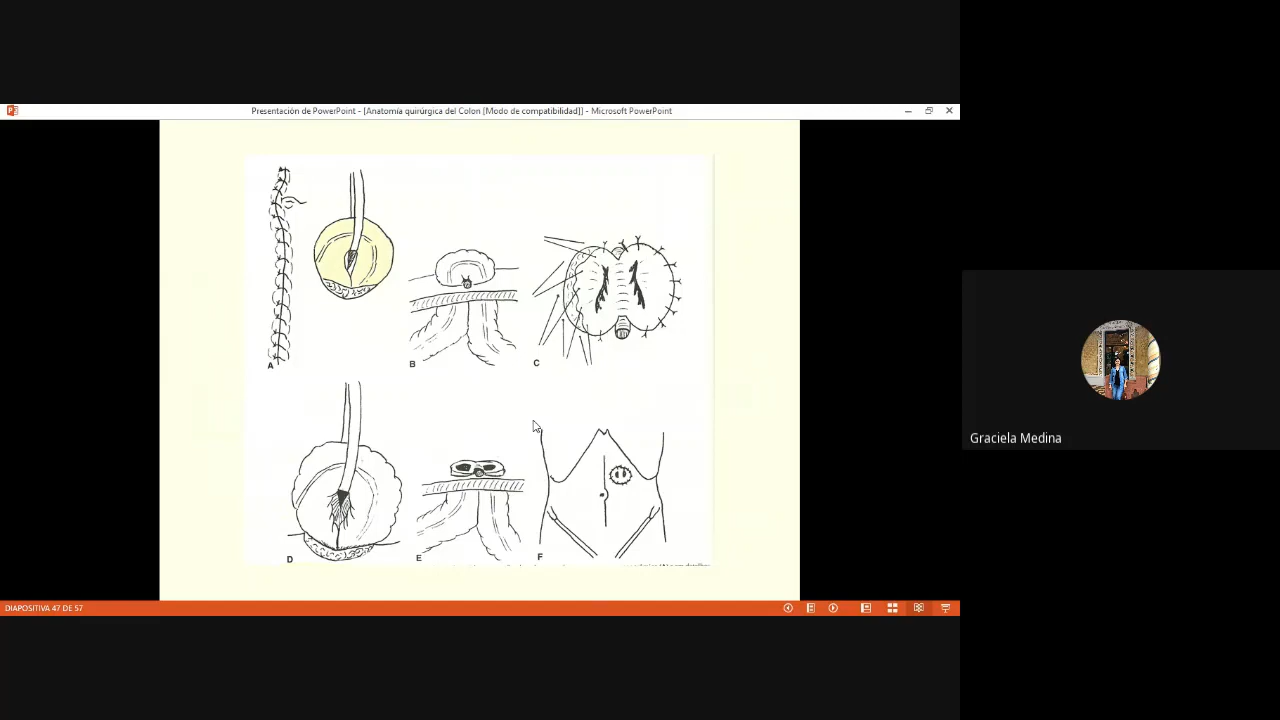 Presentación de PowerPoint - [Anatomía quirúrgica del Colon [Modo de compatibilidad]] - Microsoft PowerPoint
A
B
C
D
E
F
Graciela Medina
DIAPOSITIVA 47 DE 57